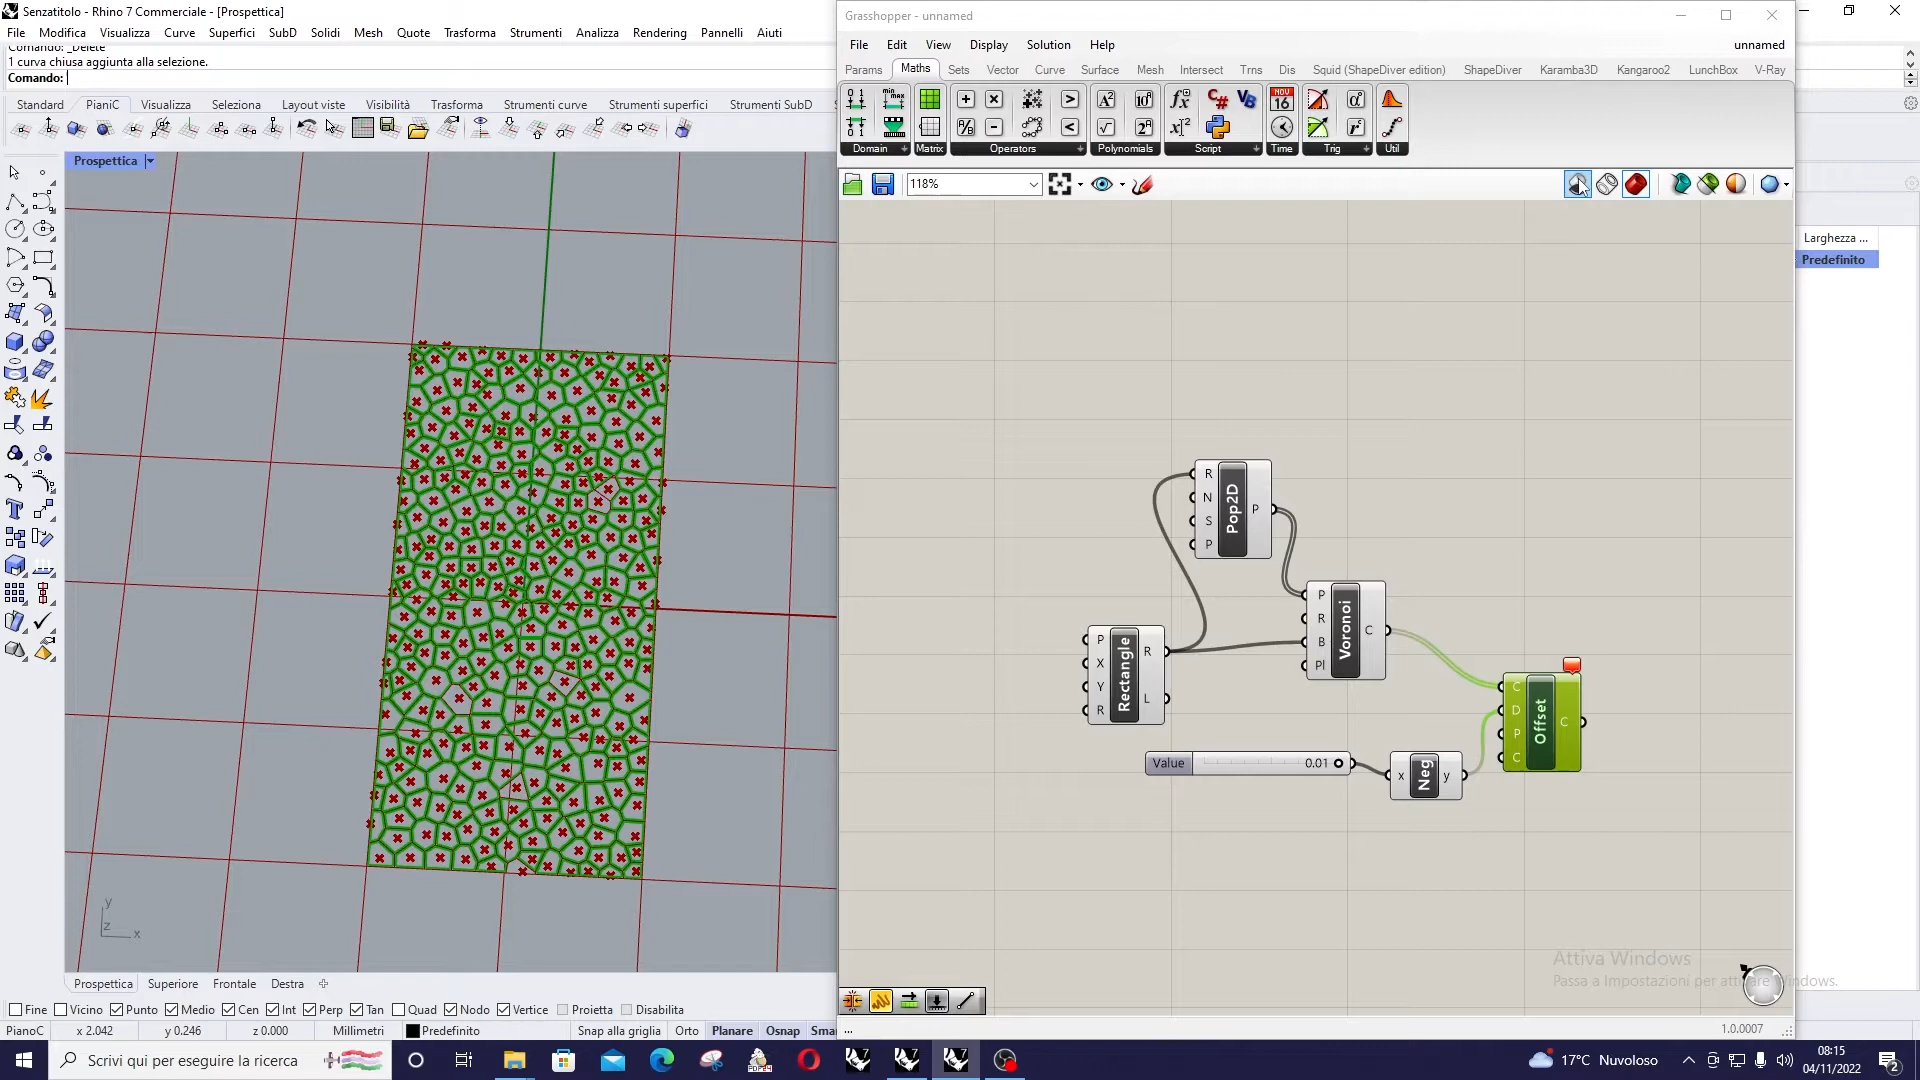 Senzatitolo - Rhino 7 Commerciale - [Prospettica]
File Modifica Visualizza Curve Superfici SubD Solidi Mesh Quote Trasforma Strumenti Analizza Rendering Pannelli Aiuti
Comando: _Delete
1 curva chiusa aggiunta alla selezione.
Comando:
Standard PianiC Visualizza Seleziona Layout viste Visibilità Trasforma Strumenti curve Strumenti superfici Strumenti SubD
Prospettica
y
z
x
Prospettica Superiore Frontale Destra
Fine Vicino Punto Medio Cen Int Perp Tan Quad Nodo Vertice Proietta Disabilita
PianoC x 2.042 y 0.246 z 0.000 Millimetri Predefinito Snap alla griglia Orto Planare Osnap Smar
Grasshopper - unnamed
File Edit View Display Solution Help unnamed
Params Maths Sets Vector Curve Surface Mesh Intersect Trns Dis Squid (ShapeDiver edition) ShapeDiver Karamba3D Kangaroo2 LunchBox V-Ray
Domain Matrix Operators Polynomials Script Time Trig Util
118%
R
N
S
P
Pop2D
P
P
R
B
Pl
Voronoi
C
P
X
Y
R
Rectangle
R
L
C
D
P
C
Offset
C
Value 0.01
x Neg y
Larghezza ...
Predefinito
Attiva Windows
Passa a Impostazioni per attivare Windows.
...
1.0.0007
Scrivi qui per eseguire la ricerca
17°C Nuvoloso
08:15
04/11/2022
2